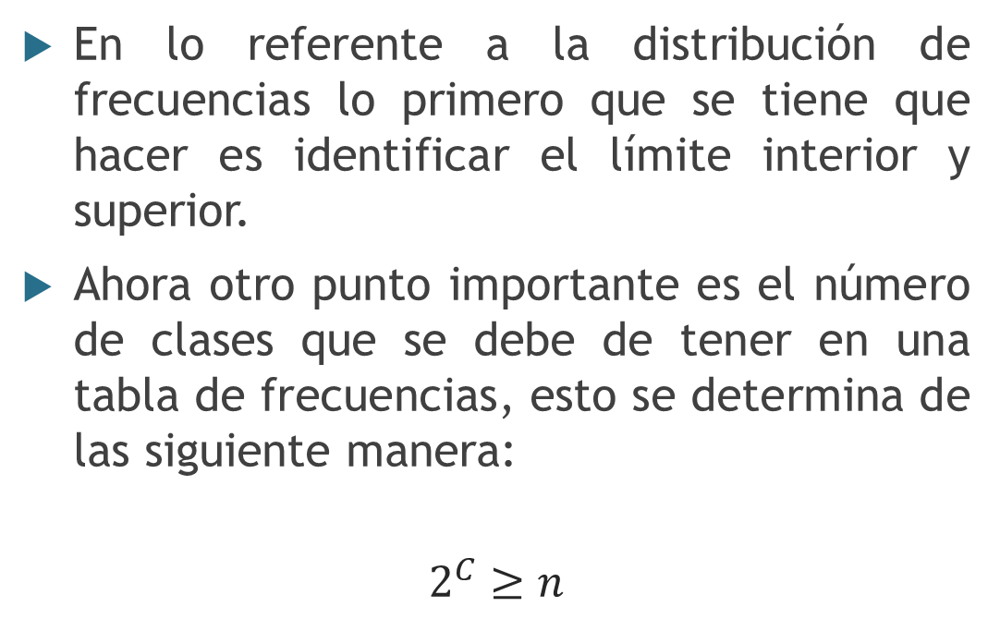 En lo referente a la distribución de
frecuencias lo primero que se tiene que
hacer es identificar el límite interior y
superior.
Ahora otro punto importante es el número
de clases que se debe de tener en una
tabla de frecuencias, esto se determina de
las siguiente manera:
2^C ≥ n